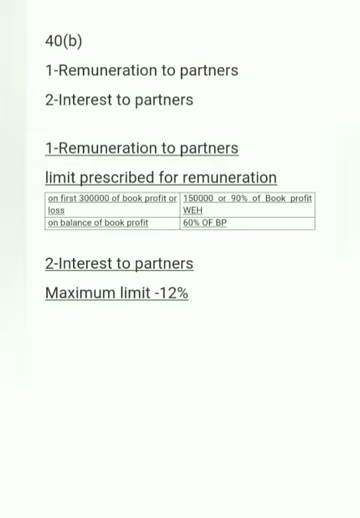 40(b)
1-Remuneration to partners
2-Interest to partners
1-Remuneration to partners
limit prescribed for remuneration
on first 300000 of book profit or 150000 or 90% of Book profit
loss WEH
on balance of book profit 60% OF BP
2-Interest to partners
Maximum limit -12%